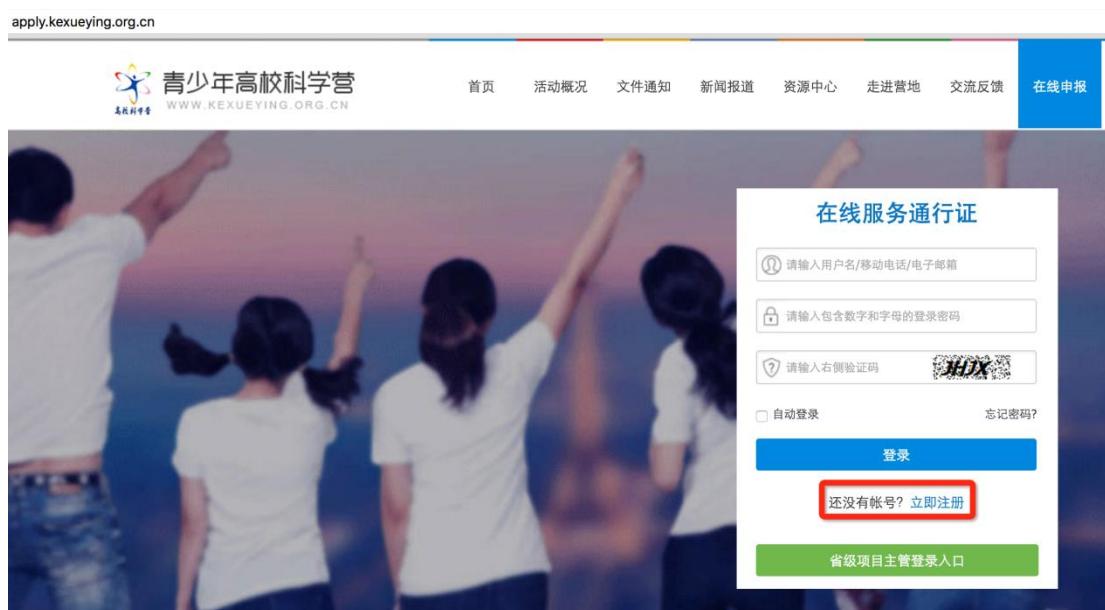 apply.kexueying.org.cn
青少年高校科学营
WWW.KEXUEYING.ORG.CN
高校科学营
首页 活动概况 文件通知 新闻报道 资源中心 走进营地 交流反馈 在线申报
在线服务通行证
请输入用户名/移动电话/电子邮箱
请输入包含数字和字母的登录密码
请输入右侧验证码 JHJX
自动登录 忘记密码?
登录
还没有帐号? 立即注册
省级项目主管登录入口